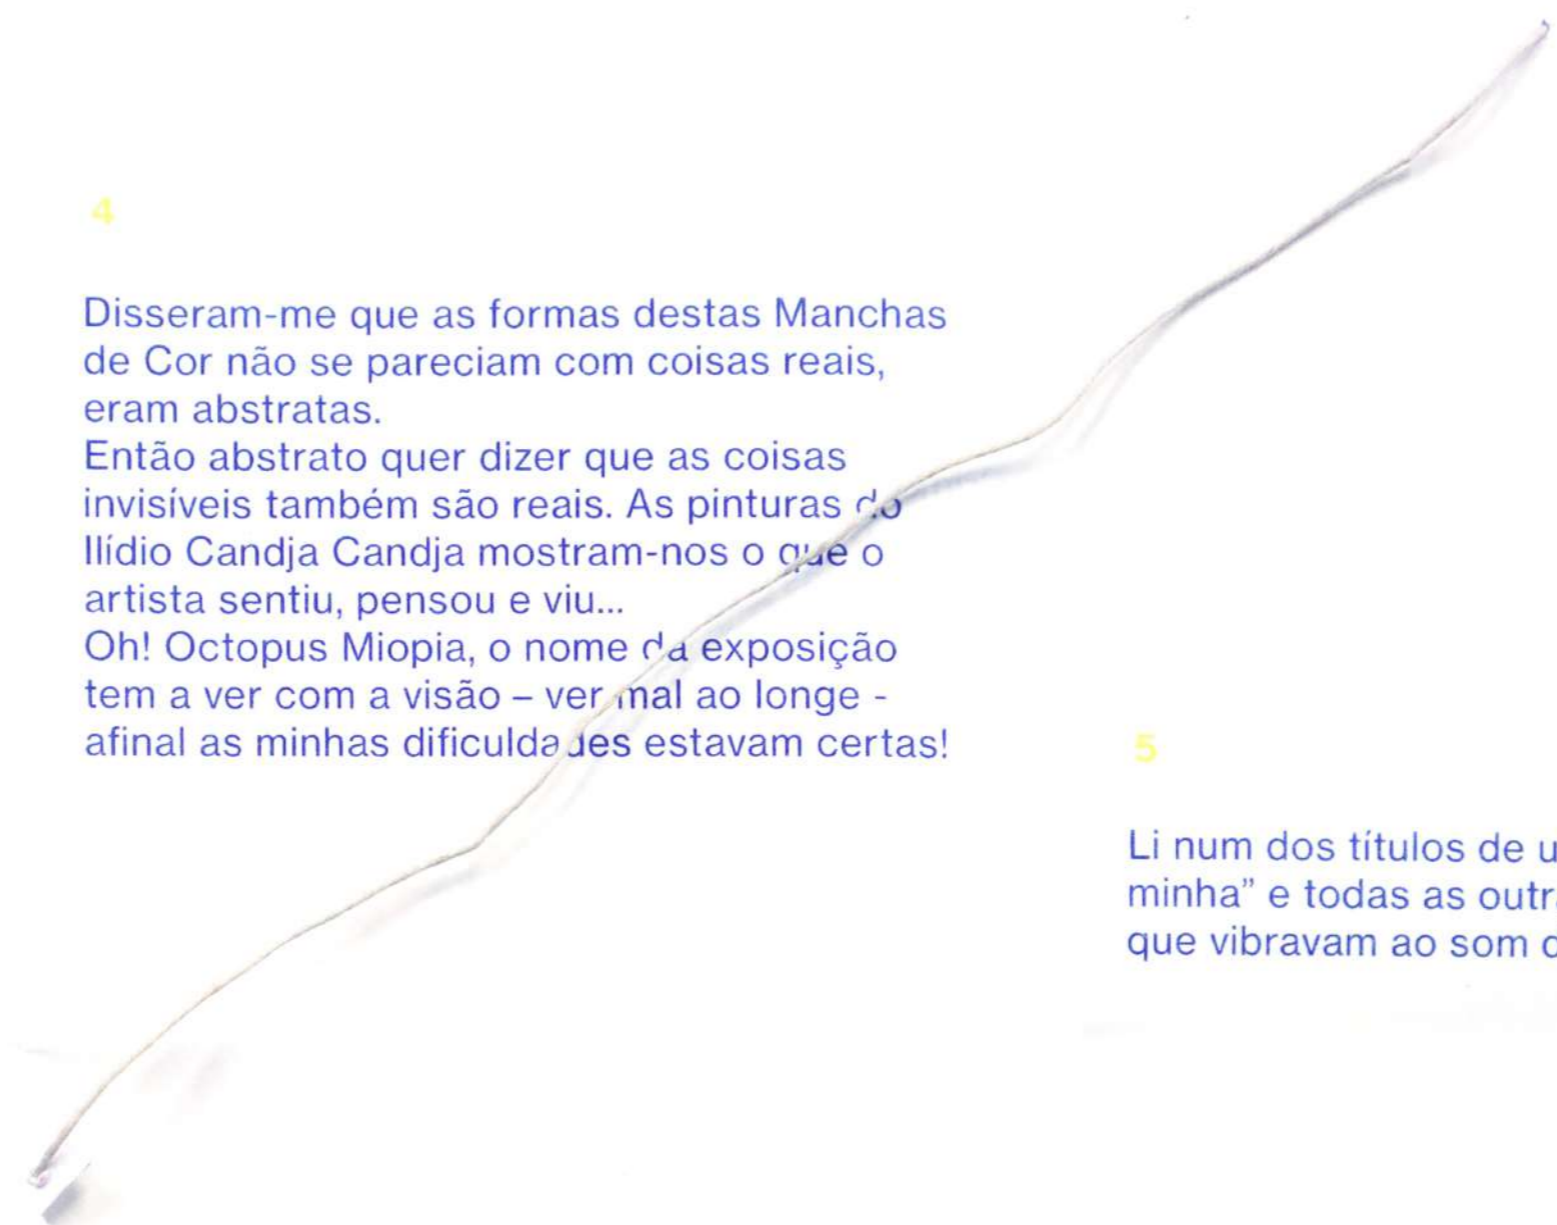 4
Disseram-me que as formas destas Manchas
de Cor não se pareciam com coisas reais,
eram abstratas.
Então abstrato quer dizer que as coisas
invisíveis também são reais. As pinturas do
Ilídio Candja Candja mostram-nos o que o
artista sentiu, pensou e viu...
Oh! Octopus Miopia, o nome da exposição
tem a ver com a visão – ver mal ao longe -
afinal as minhas dificuldades estavam certas!
5
Li num dos títulos de
minha” e todas as
que vibravam ao som